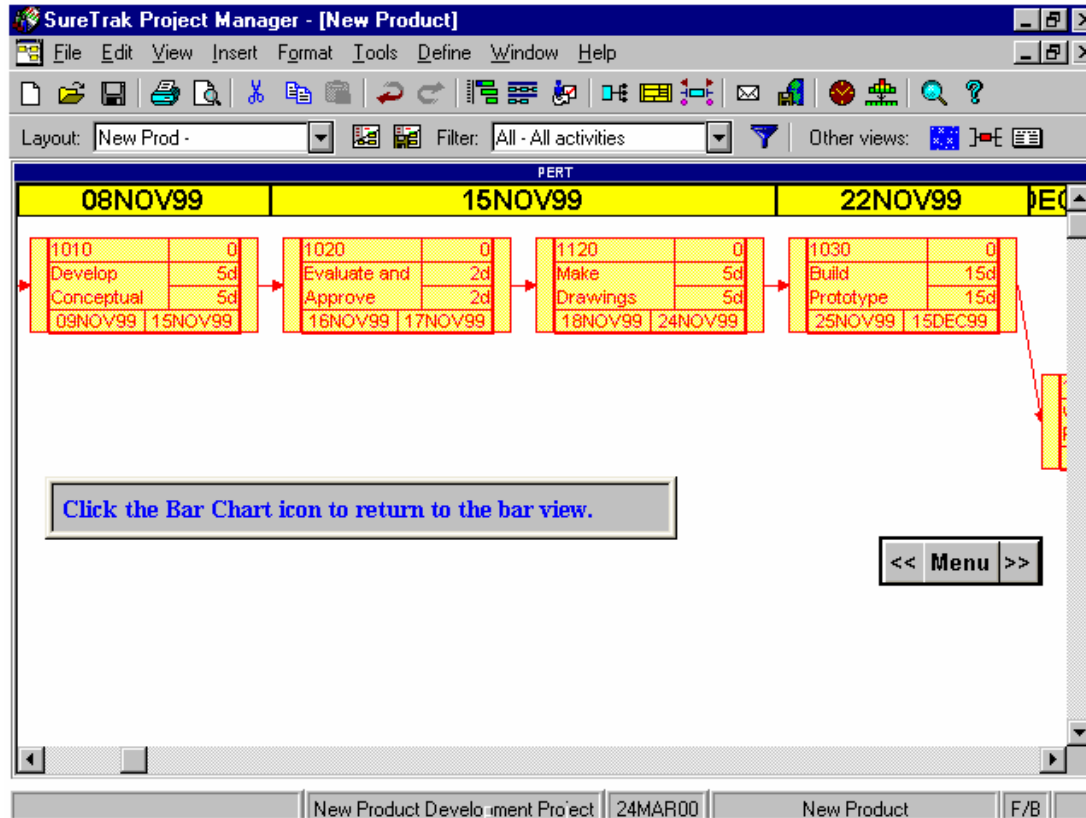 SureTrak Project Manager - [New Product]
File Edit View Insert Format Tools Define Window Help
Layout: New Prod - Filter: All - All activities Other views:
PERT
08NOV99 15NOV99 22NOV99
1010 0
Develop 5d
Conceptual 5d
09NOV99 15NOV99
1020 0
Evaluate and 2d
Approve 2d
16NOV99 17NOV99
1120 0
Make 5d
Drawings 5d
18NOV99 24NOV99
1030 0
Build 15d
Prototype 15d
25NOV99 15DEC99
Click the Bar Chart icon to return to the bar view.
<< Menu >>
New Product Development Project 24MAR00 New Product F/B